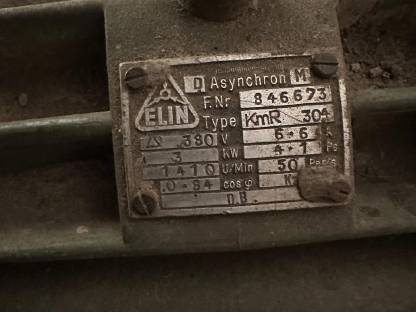 ELIN
D Asynchron M
F.Nr 846673
Type KmR 304
380 V 6·6 A
3 KW 4·1 PS
1410 U/Min 50 Per/s
0·84 cos φ K
D.B.